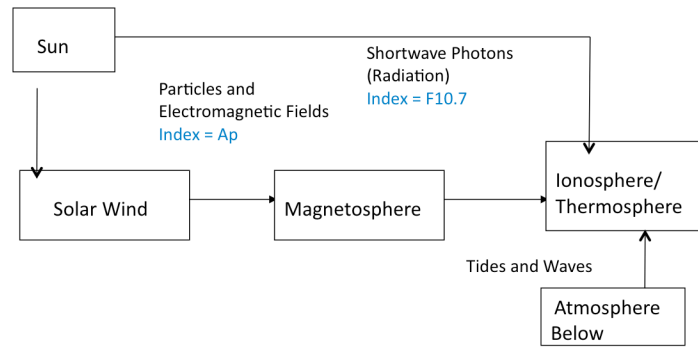 Sun
Shortwave Photons
(Radiation)
Index = F10.7
Particles and
Electromagnetic Fields
Index = Ap
Solar Wind
Magnetosphere
Ionosphere/
Thermosphere
Tides and Waves
Atmosphere
Below